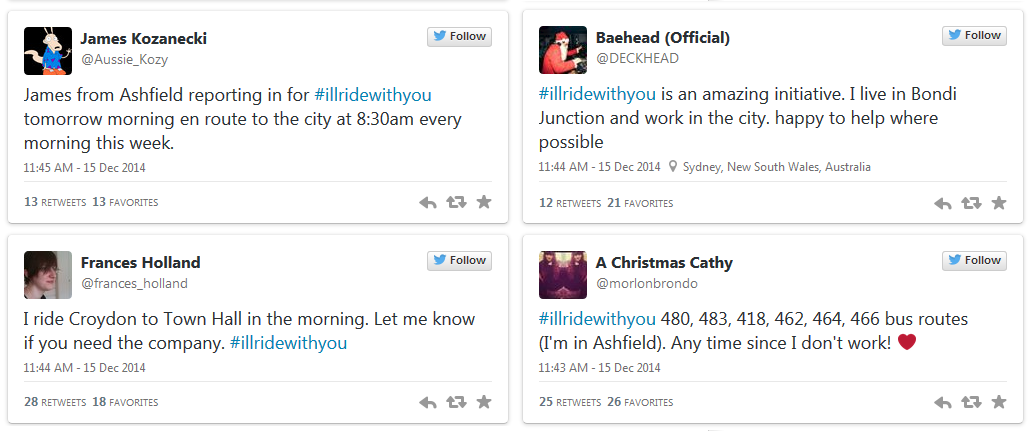 James Kozanecki
@Aussie_Kozy
Follow
James from Ashfield reporting in for #illridewithyou
tomorrow morning en route to the city at 8:30am every
morning this week.
11:45 AM - 15 Dec 2014
13 RETWEETS 13 FAVORITES
Baehead (Official)
@DECKHEAD
Follow
#illridewithyou is an amazing initiative. I live in Bondi
Junction and work in the city. happy to help where
possible
11:44 AM - 15 Dec 2014 Sydney, New South Wales, Australia
12 RETWEETS 21 FAVORITES
Frances Holland
@frances_holland
Follow
I ride Croydon to Town Hall in the morning. Let me know
if you need the company. #illridewithyou
11:44 AM - 15 Dec 2014
28 RETWEETS 18 FAVORITES
A Christmas Cathy
@morlonbrondo
Follow
#illridewithyou 480, 483, 418, 462, 464, 466 bus routes
(I'm in Ashfield). Any time since I don't work! ❤
11:43 AM - 15 Dec 2014
25 RETWEETS 26 FAVORITES